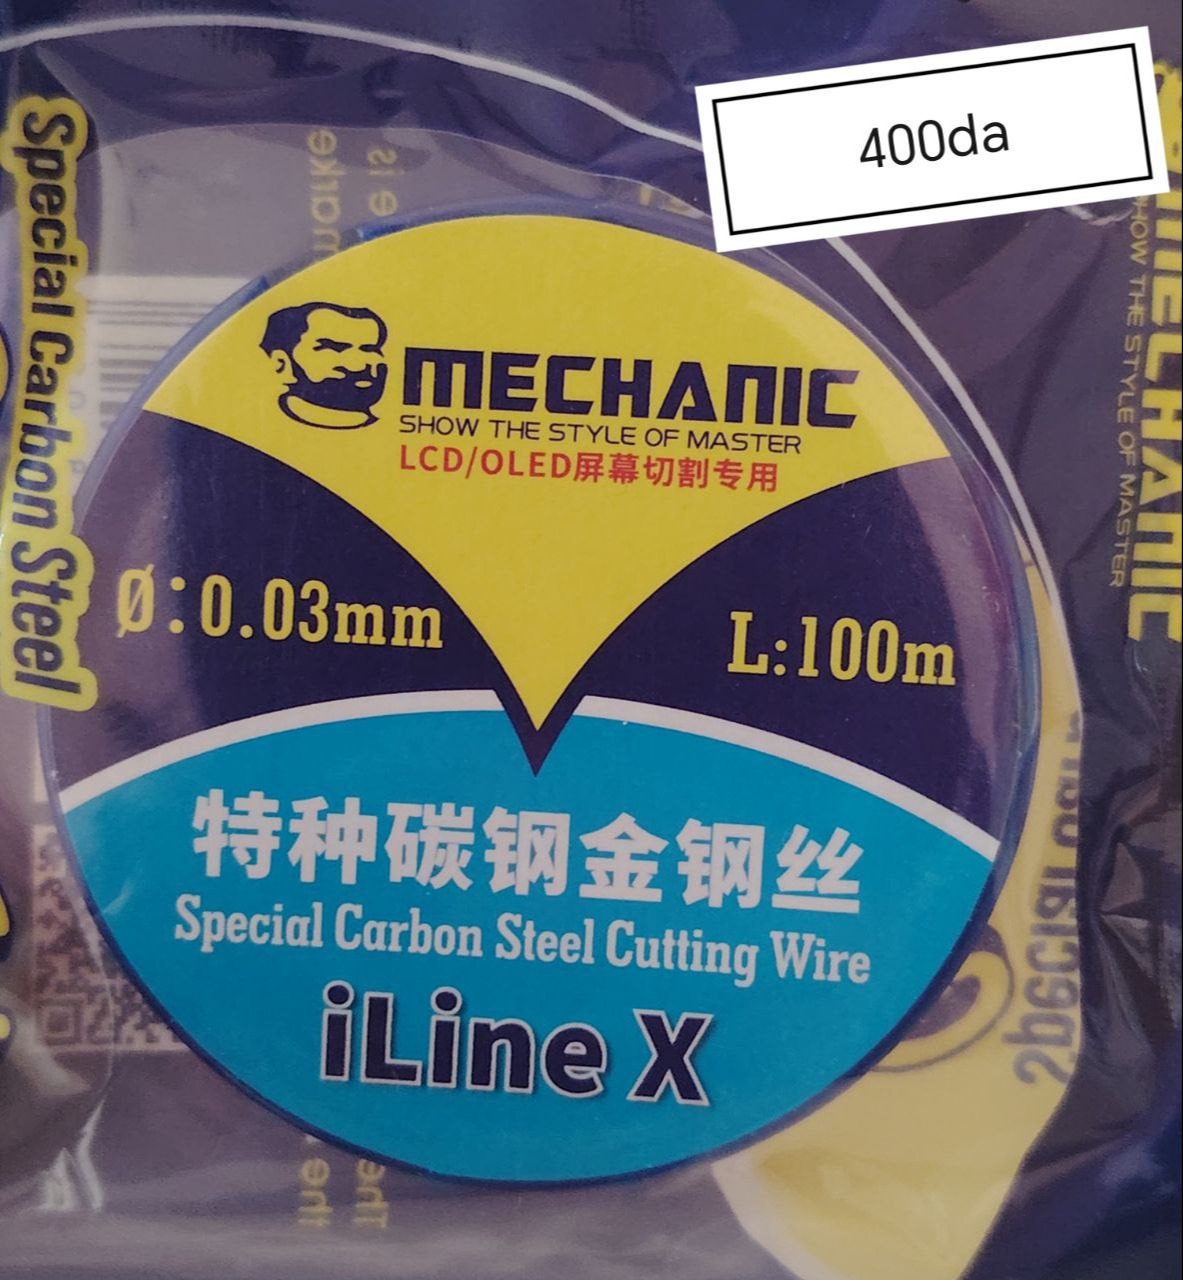 400da
Special Carbon Steel
MECHANIC
SHOW THE STYLE OF MASTER
LCD/OLED屏幕切割专用
Ø:0.03mm
L:100m
特种碳钢金钢丝
Special Carbon Steel Cutting Wire
iLine X
MECHANIC
SHOW THE STYLE OF MASTER